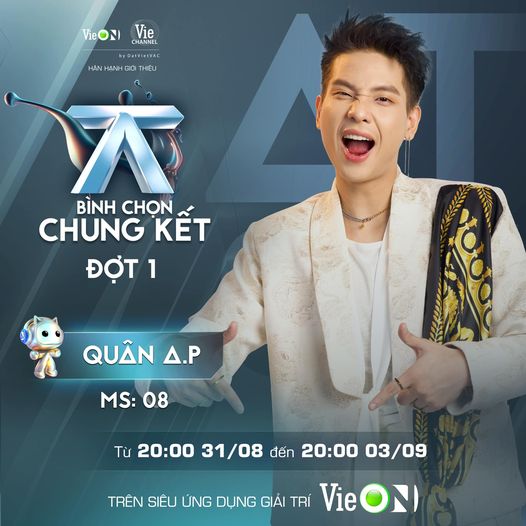 VieON
Vie
CHANNEL
by DatVietVAC
HÂN HẠNH GIỚI THIỆU
BÌNH CHỌN
CHUNG KẾT
ĐỢT 1
QUÂN A.P
MS: 08
Từ 20:00 31/08 đến 20:00 03/09
TRÊN SIÊU ỨNG DỤNG GIẢI TRÍ VieON